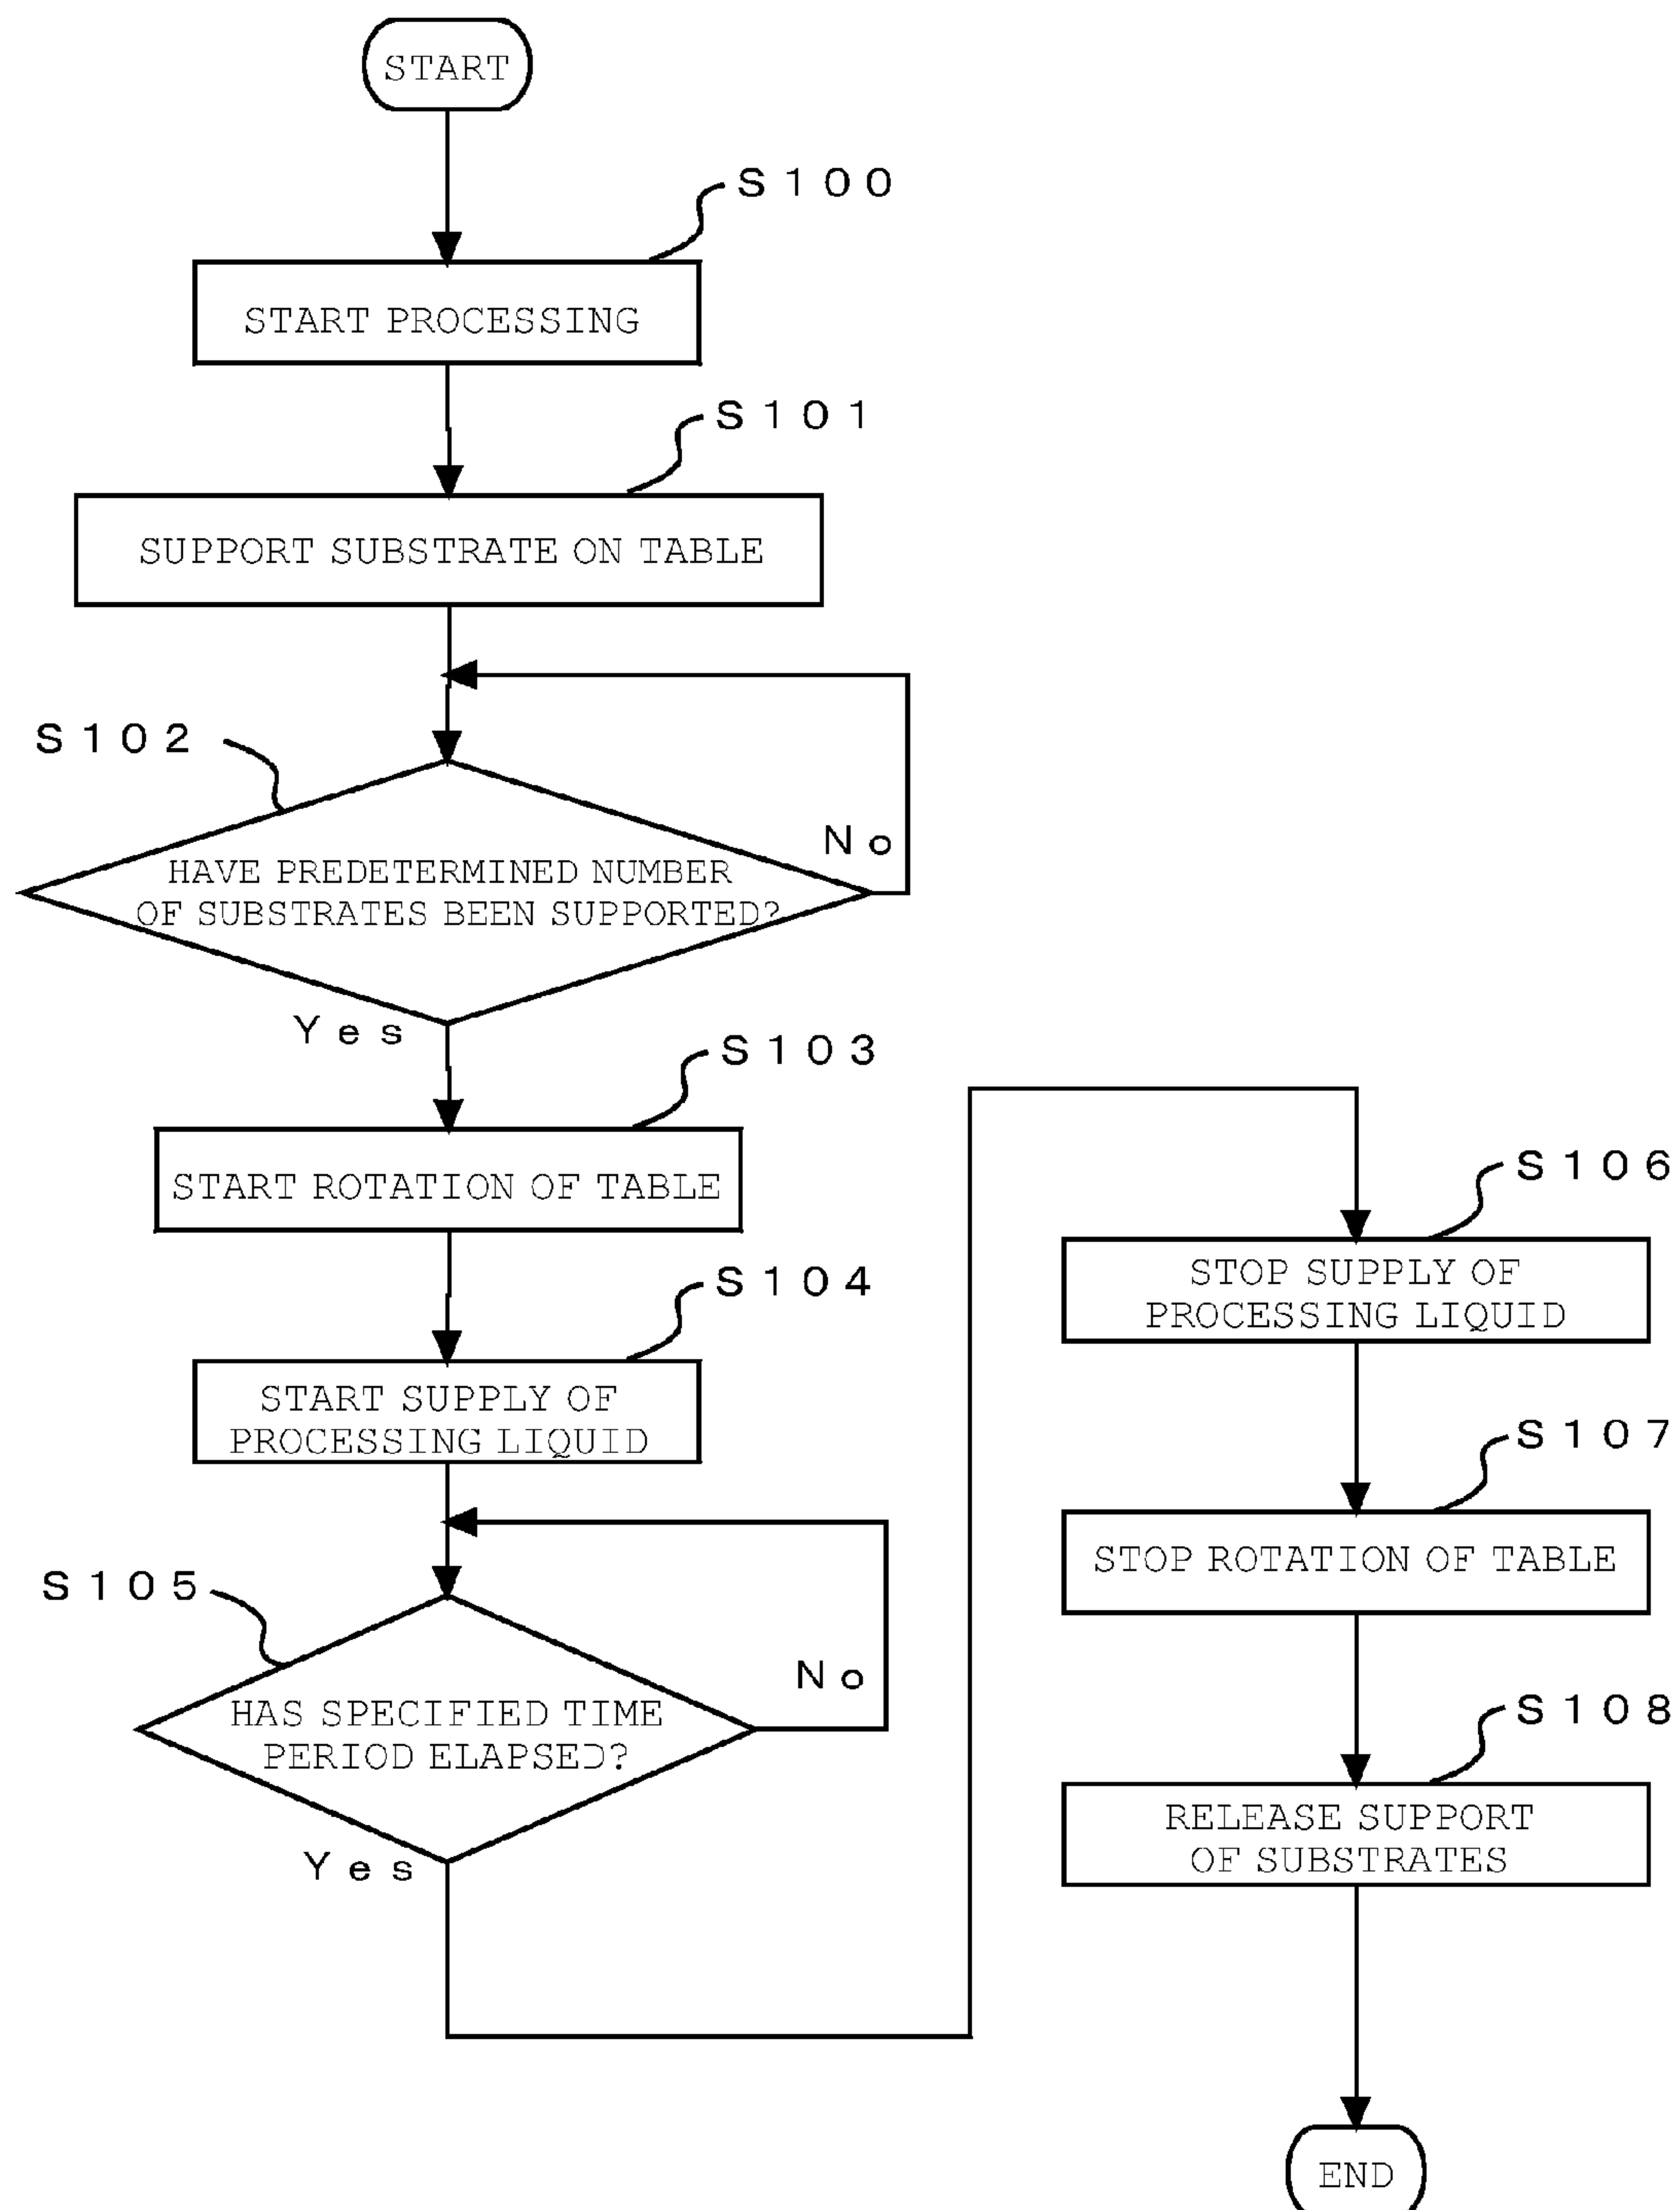 START
S100
START PROCESSING
S101
SUPPORT SUBSTRATE ON TABLE
S102
No
HAVE PREDETERMINED NUMBER
OF SUBSTRATES BEEN SUPPORTED?
Yes
S103
START ROTATION OF TABLE
S104
START SUPPLY OF
PROCESSING LIQUID
S105
No
HAS SPECIFIED TIME
PERIOD ELAPSED?
Yes
S106
STOP SUPPLY OF
PROCESSING LIQUID
S107
STOP ROTATION OF TABLE
S108
RELEASE SUPPORT
OF SUBSTRATES
END